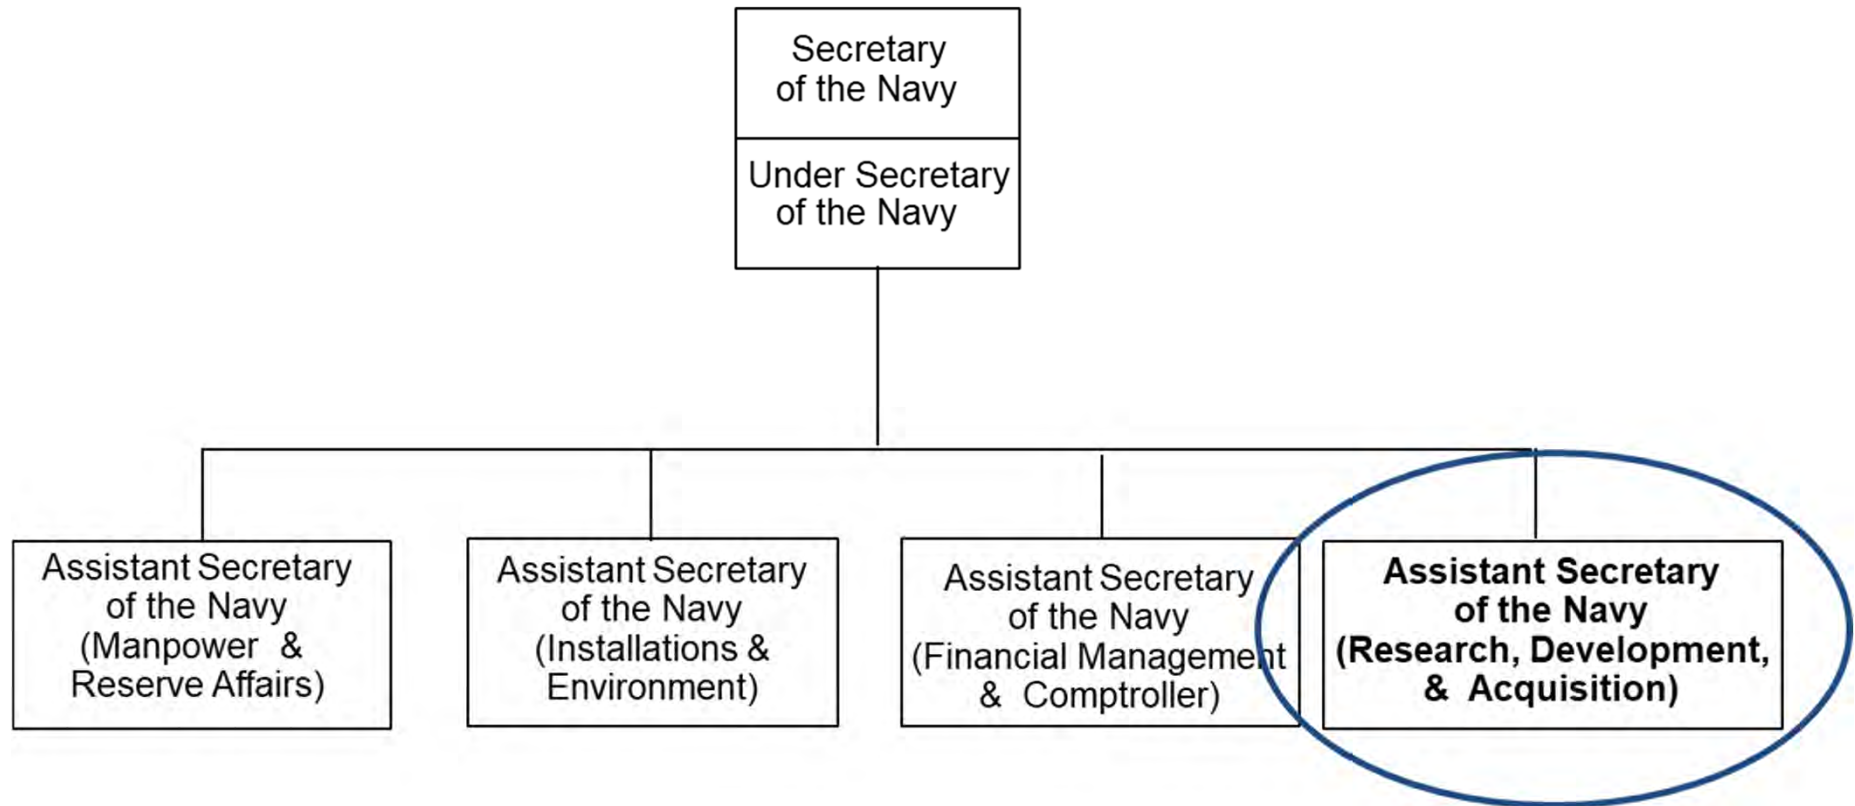 Secretary
of the Navy
Under Secretary
of the Navy
Assistant Secretary
of the Navy
(Manpower & 
Reserve Affairs)
Assistant Secretary
of the Navy
(Installations &
Environment)
Assistant Secretary
of the Navy
(Financial Management
& Comptroller)
Assistant Secretary
of the Navy
(Research, Development,
& Acquisition)